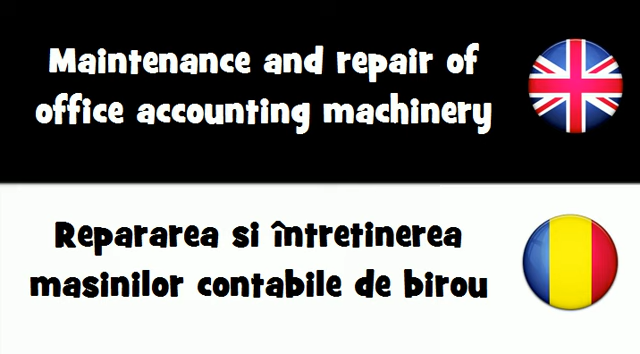 Maintenance and repair of
office accounting machinery
Repararea si întretinerea
masinilor contabile de birou